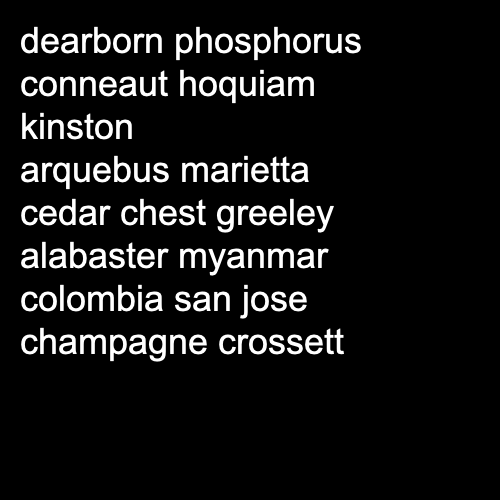 dearborn phosphorus
conneaut hoquiam
kinston
arquebus marietta
cedar chest greeley
alabaster myanmar
colombia san jose
champagne crossett